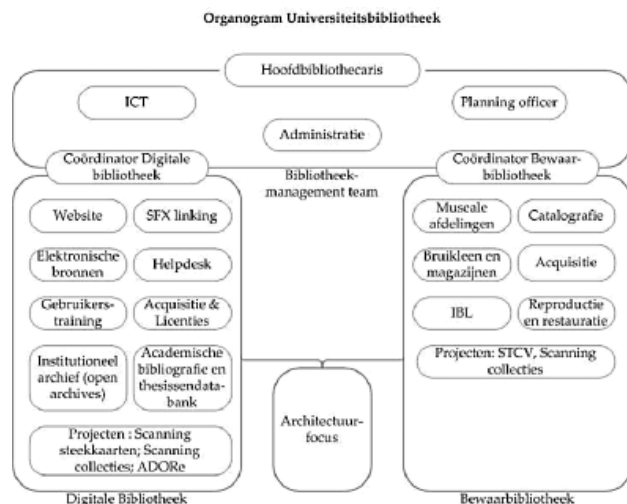 Organogram Universiteitsbibliotheek
Hoofdbibliothecaris
ICT
Planning officer
Administratie
Coördinator Digitale
bibliotheek
Bibliotheek-
management team
Coördinator Bewaar-
bibliotheek
Website
SFX linking
Elektronische
bronnen
Helpdesk
Gebruikers-
training
Acquisitie &
Licenties
Institutioneel
archief (open
archives)
Academische
bibliografie en
thesissendata-
bank
Projecten : Scanning
steekkaarten; Scanning
collecties; ADORe
Digitale Bibliotheek
Architectuur-
focus
Muscale
afdelingen
Catalografie
Bruikleen en
magazijnen
Acquisitie
IBL
Reproductie
en restauratie
Projecten: STCV, Scanning
collecties
Bewaarbibliotheek